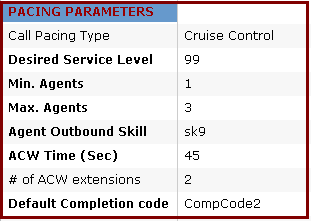 PACING PARAMETERS
Call Pacing Type Cruise Control
Desired Service Level 99
Min. Agents 1
Max. Agents 3
Agent Outbound Skill sk9
ACW Time (Sec) 45
# of ACW extensions 2
Default Completion code CompCode2